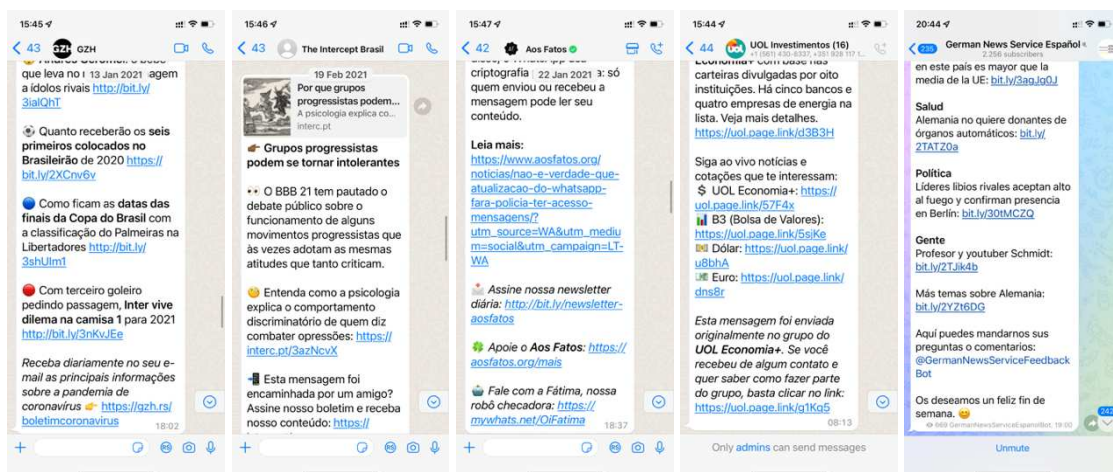 15:45
43 GZH
que leva no r 13 Jan 2021 agem
a ídolos rivais http://bit.ly/
3ialQhT
⚽ Quanto receberão os seis
primeiros colocados no
Brasileirão de 2020 https://
bit.ly/2XCnv6v
🔵 Como ficam as datas das
finais da Copa do Brasil com
a classificação do Palmeiras na
Libertadores http://bit.ly/
3shUlm1
🔴 Com terceiro goleiro
pedindo passagem, Inter vive
dilema na camisa 1 para 2021
http://bit.ly/3nKvJEe
Receba diariamente no seu e-
mail as principais informações
sobre a pandemia de
coronavírus 👉 https://gzh.rs/
boletimcoronavirus
18:02
15:46
43 The Intercept Brasil
19 Feb 2021
Por que grupos
progressistas podem...
A psicologia explica co...
interc.pt
👉🏾 Grupos progressistas
podem se tornar intolerantes
👀 O BBB 21 tem pautado o
debate público sobre o
funcionamento de alguns
movimentos progressistas que
às vezes adotam as mesmas
atitudes que tanto criticam.
✊ Entenda como a psicologia
explica o comportamento
discriminatório de quem diz
combater opressões: https://
interc.pt/3azNcvX
📲 Esta mensagem foi
encaminhada por um amigo?
Assine nosso boletim e receba
nosso conteúdo: https://
15:47
42 Aos Fatos
criptografia 22 Jan 2021 a: só
quem enviou ou recebeu a
mensagem pode ler seu
conteúdo.
Leia mais:
https://www.aosfatos.org/
noticias/nao-e-verdade-que-
atualizacao-do-whatsapp-
fara-policia-ter-acesso-
mensagens/?
utm_source=WA&utm_mediu
m=social&utm_campaign=LT-
WA
📩 Assine nossa newsletter
diária: http://bit.ly/newsletter-
aosfatos
🍀 Apoie o Aos Fatos: https://
aosfatos.org/mais
🤖 Fale com a Fátima, nossa
robô checadora: https://
mywhats.net/OiFatima
18:37
15:44
44 UOL Investimentos (16)
Economia+ com base nas
carteiras divulgadas por oito
instituições. Há cinco bancos e
quatro empresas de energia na
lista. Veja mais detalhes.
https://uol.page.link/d3B3H
Siga ao vivo notícias e
cotações que te interessam:
💲 UOL Economia+: https://
uol.page.link/57F4x
📊 B3 (Bolsa de Valores):
https://uol.page.link/5sjKe
💵 Dólar: https://uol.page.link/
u8bhA
💶 Euro: https://uol.page.link/
dns8r
Esta mensagem foi enviada
originalmente no grupo do
UOL Economia+. Se você
recebeu de algum contato e
quer saber como fazer parte
do grupo, basta clicar no link:
https://uol.page.link/g1Kq5
08:13
Only admins can send messages
20:44
235 German News Service Español
2.256 subscribers
en este país es mayor que la
media de la UE: bit.ly/3agJg0J
Salud
Alemania no quiere donantes de
órganos automáticos: bit.ly/
2TATZ0a
Política
Líderes libios rivales aceptan alto
al fuego y confirman presencia
en Berlín: bit.ly/30tMCZQ
Gente
Profesor y youtuber Schmidt:
bit.ly/2TJik4b
Más temas sobre Alemania:
bit.ly/2YZt6DG
Aquí puedes mandarnos sus
preguntas o comentarios:
@GermanNewsServiceFeedback
Bot
Os deseamos un feliz fin de
semana. 😊
669 GermanNewsServiceEspanolBot, 19:00
242
Unmute